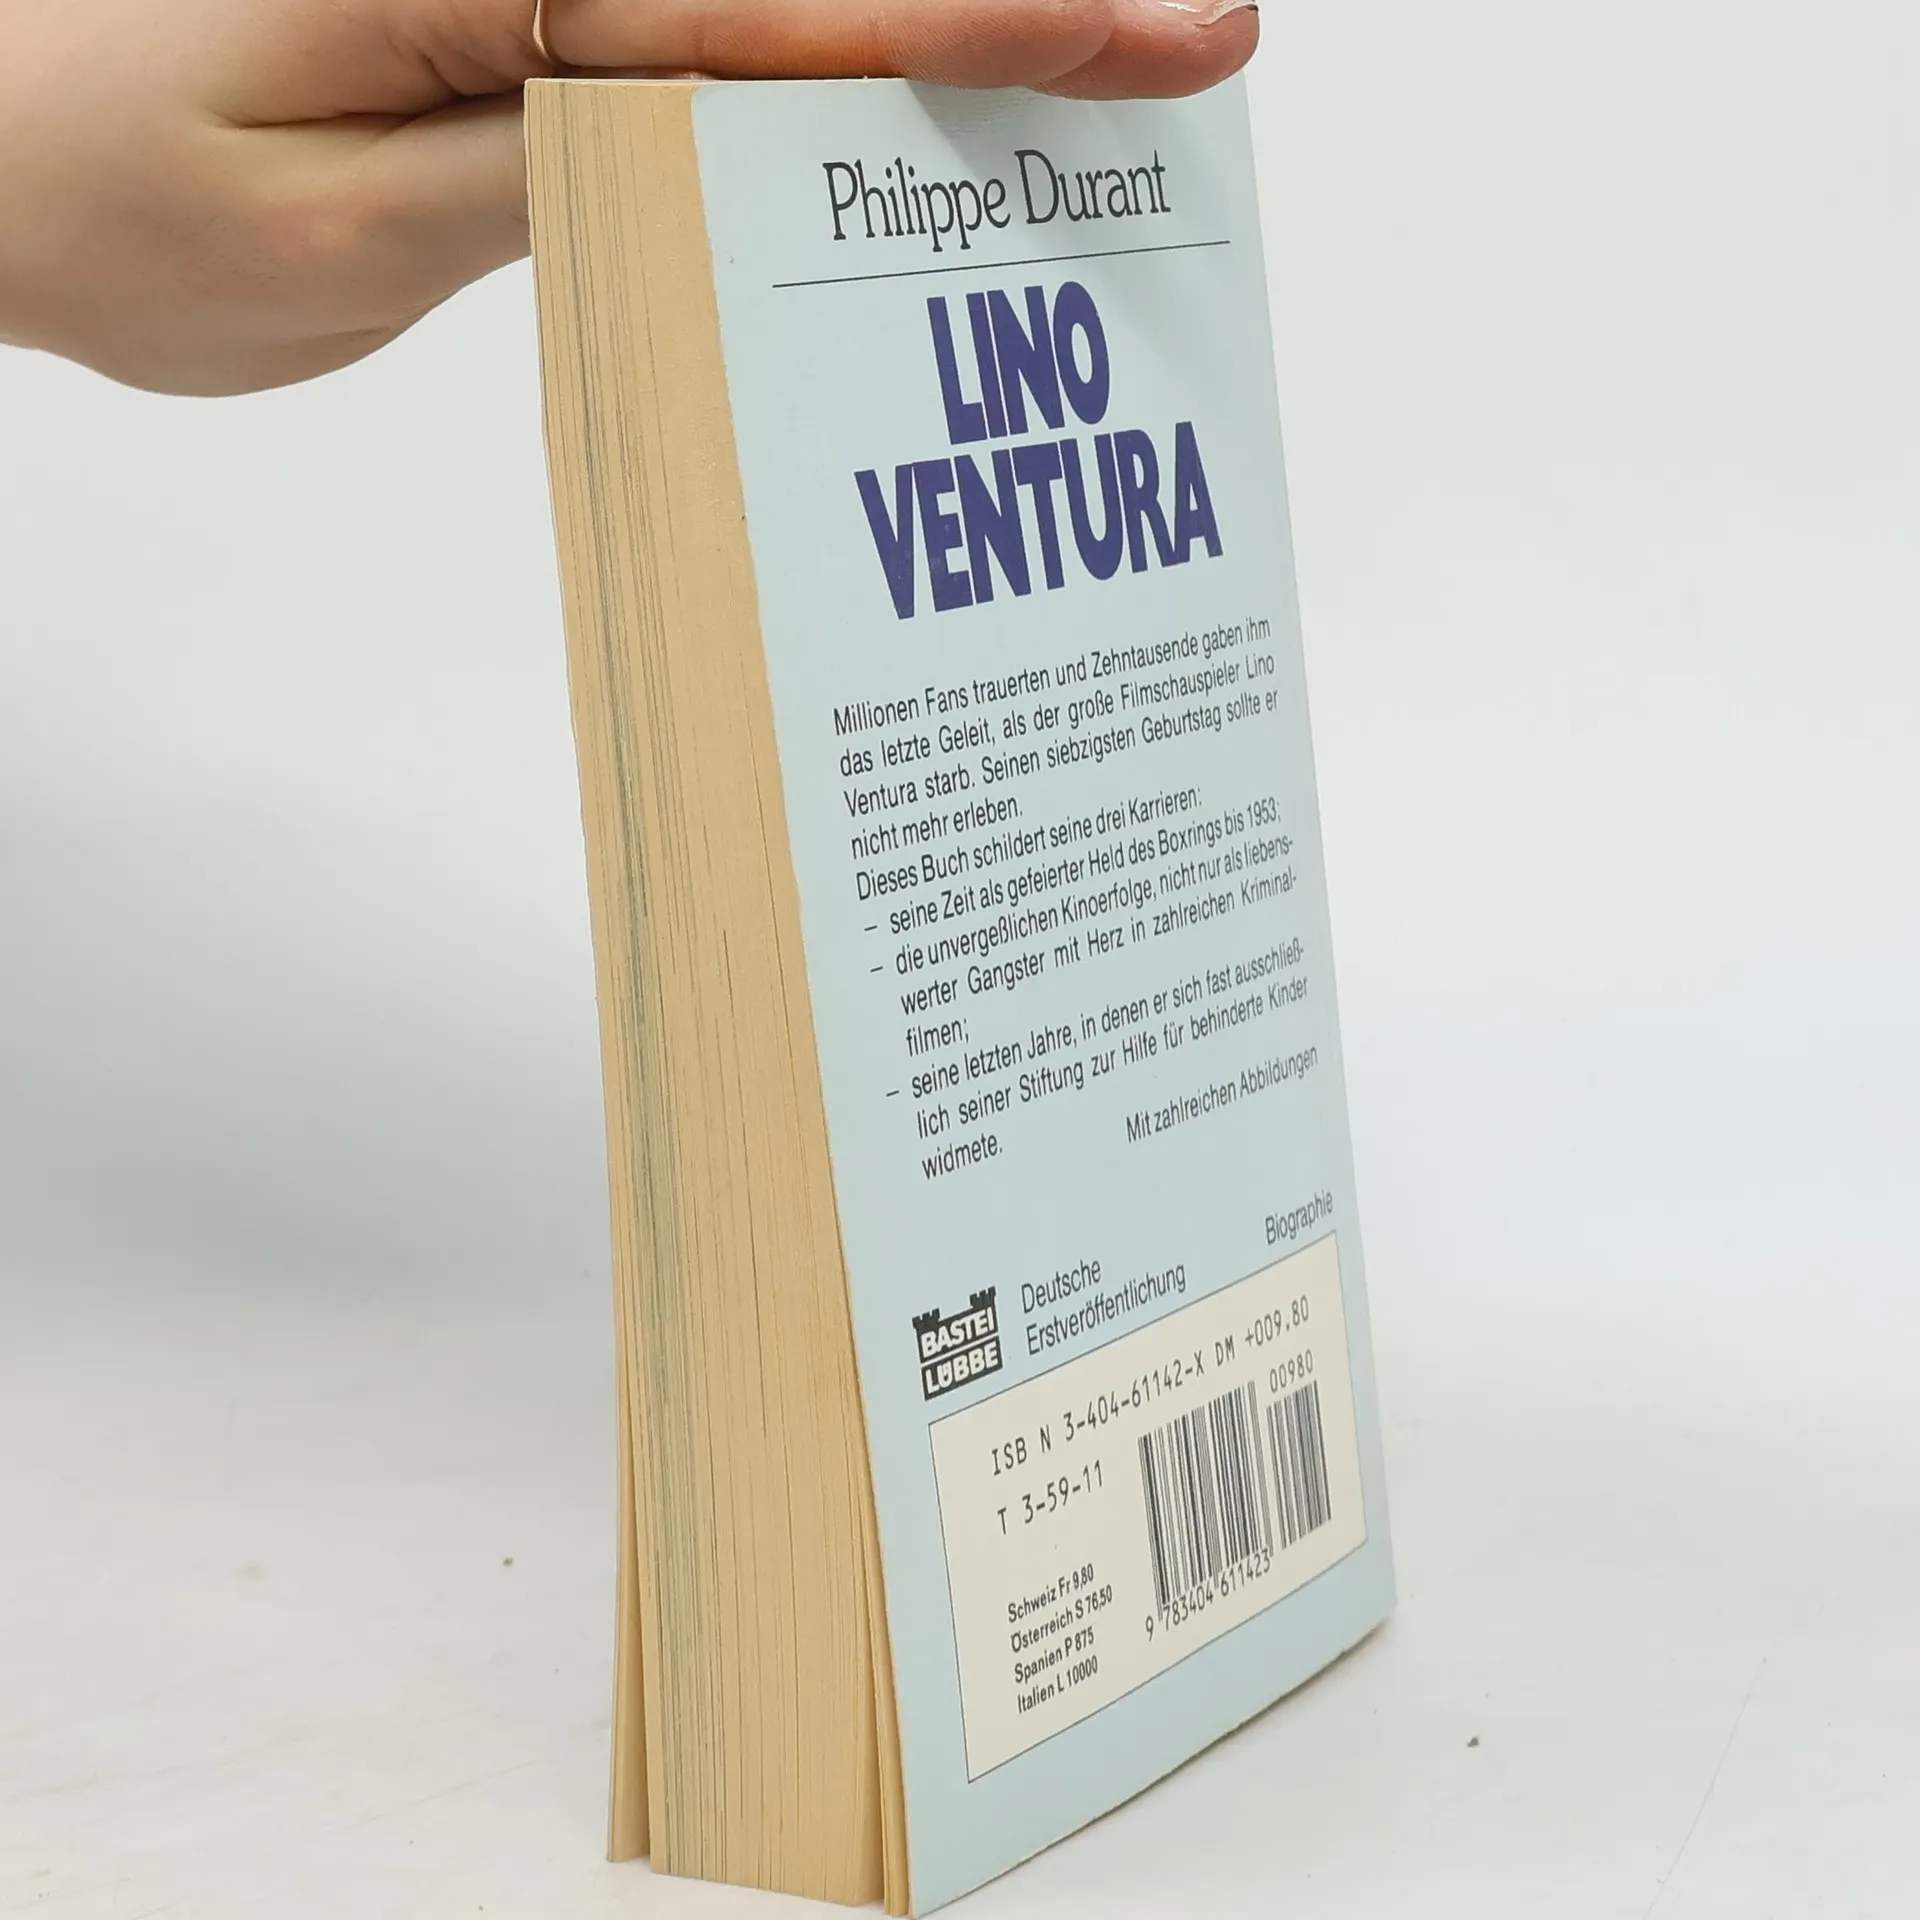 Philippe Durant
LINO
VENTURA
Millionen Fans trauerten und Zehntausende gaben ihm
das letzte Geleit, als der große Filmschauspieler Lino
Ventura starb. Seinen siebzigsten Geburtstag sollte er
nicht mehr erleben.
Dieses Buch schildert seine drei Karrieren:
– seine Zeit als gefeierter Held des Boxrings bis 1953;
– die unvergeßlichen Kinoerfolge, nicht nur als liebens-
werter Gangster mit Herz in zahlreichen Kriminal-
filmen;
– seine letzten Jahre, in denen er sich fast ausschließ-
lich seiner Stiftung zur Hilfe für behinderte Kinder
widmete.
Mit zahlreichen Abbildungen
Biographie
BASTEI
LÜBBE
Deutsche
Erstveröffentlichung
ISB N 3-404-61142-X DM +009.80
T 3-59-11
00980
Schweiz Fr 9,80
Österreich S 76,50
Spanien P 875
Italien L 10000
9 783404 611423